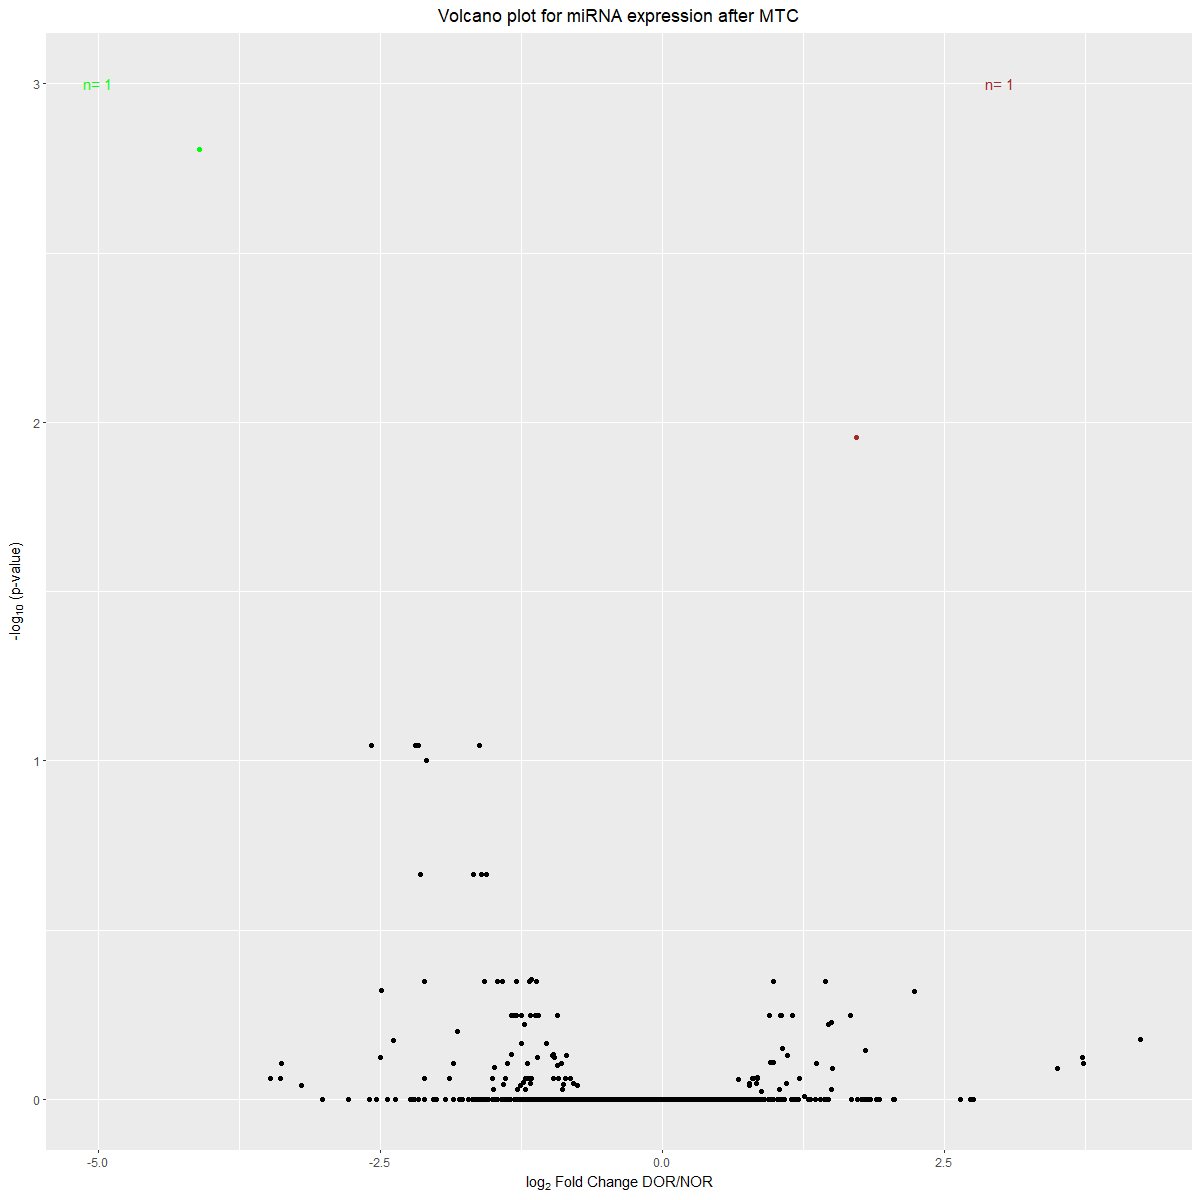 Volcano plot for miRNA expression after MTC
n= 1
n= 1
3
2
1
0
-log10 (p-value)
-5.0
-2.5
0.0
2.5
log2 Fold Change DOR/NOR